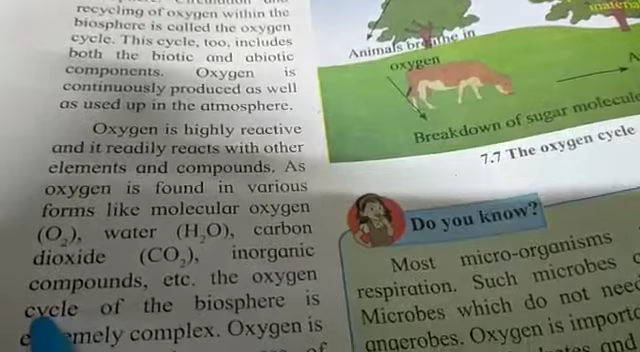 recycling of oxygen within the
biosphere is called the oxygen
cycle. This cycle, too, includes
both the biotic and abiotic
components. Oxygen is
continuously produced as well
as used up in the atmosphere.
Oxygen is highly reactive
and it readily reacts with other
elements and compounds. As
oxygen is found in various
forms like molecular oxygen
(O₂), water (H₂O), carbon
dioxide (CO₂), inorganic
compounds, etc. the oxygen
cycle of the biosphere is
Oxygen is
of
Animals breathe in
oxygen
Breakdown of sugar
7.7 The oxygen cycle
Do you know?
Most micro-organisms
respiration. Such microbes
Microbes which do not need
anaerobes. Oxygen is
and